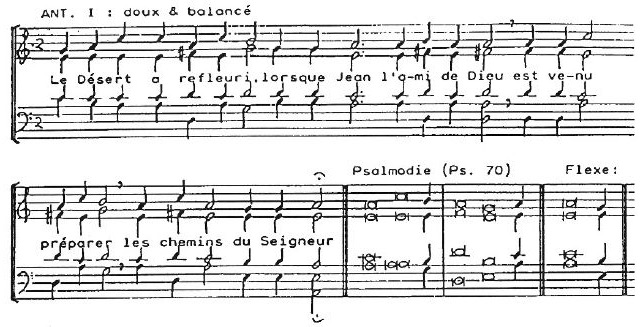 ANT. I : doux & balancé
Le Désert a refleuri,lorsque Jean l'a-mi de Dieu est ve-nu
Psalmodie (Ps. 70) Flexe:
préparer les chemins du Seigneur